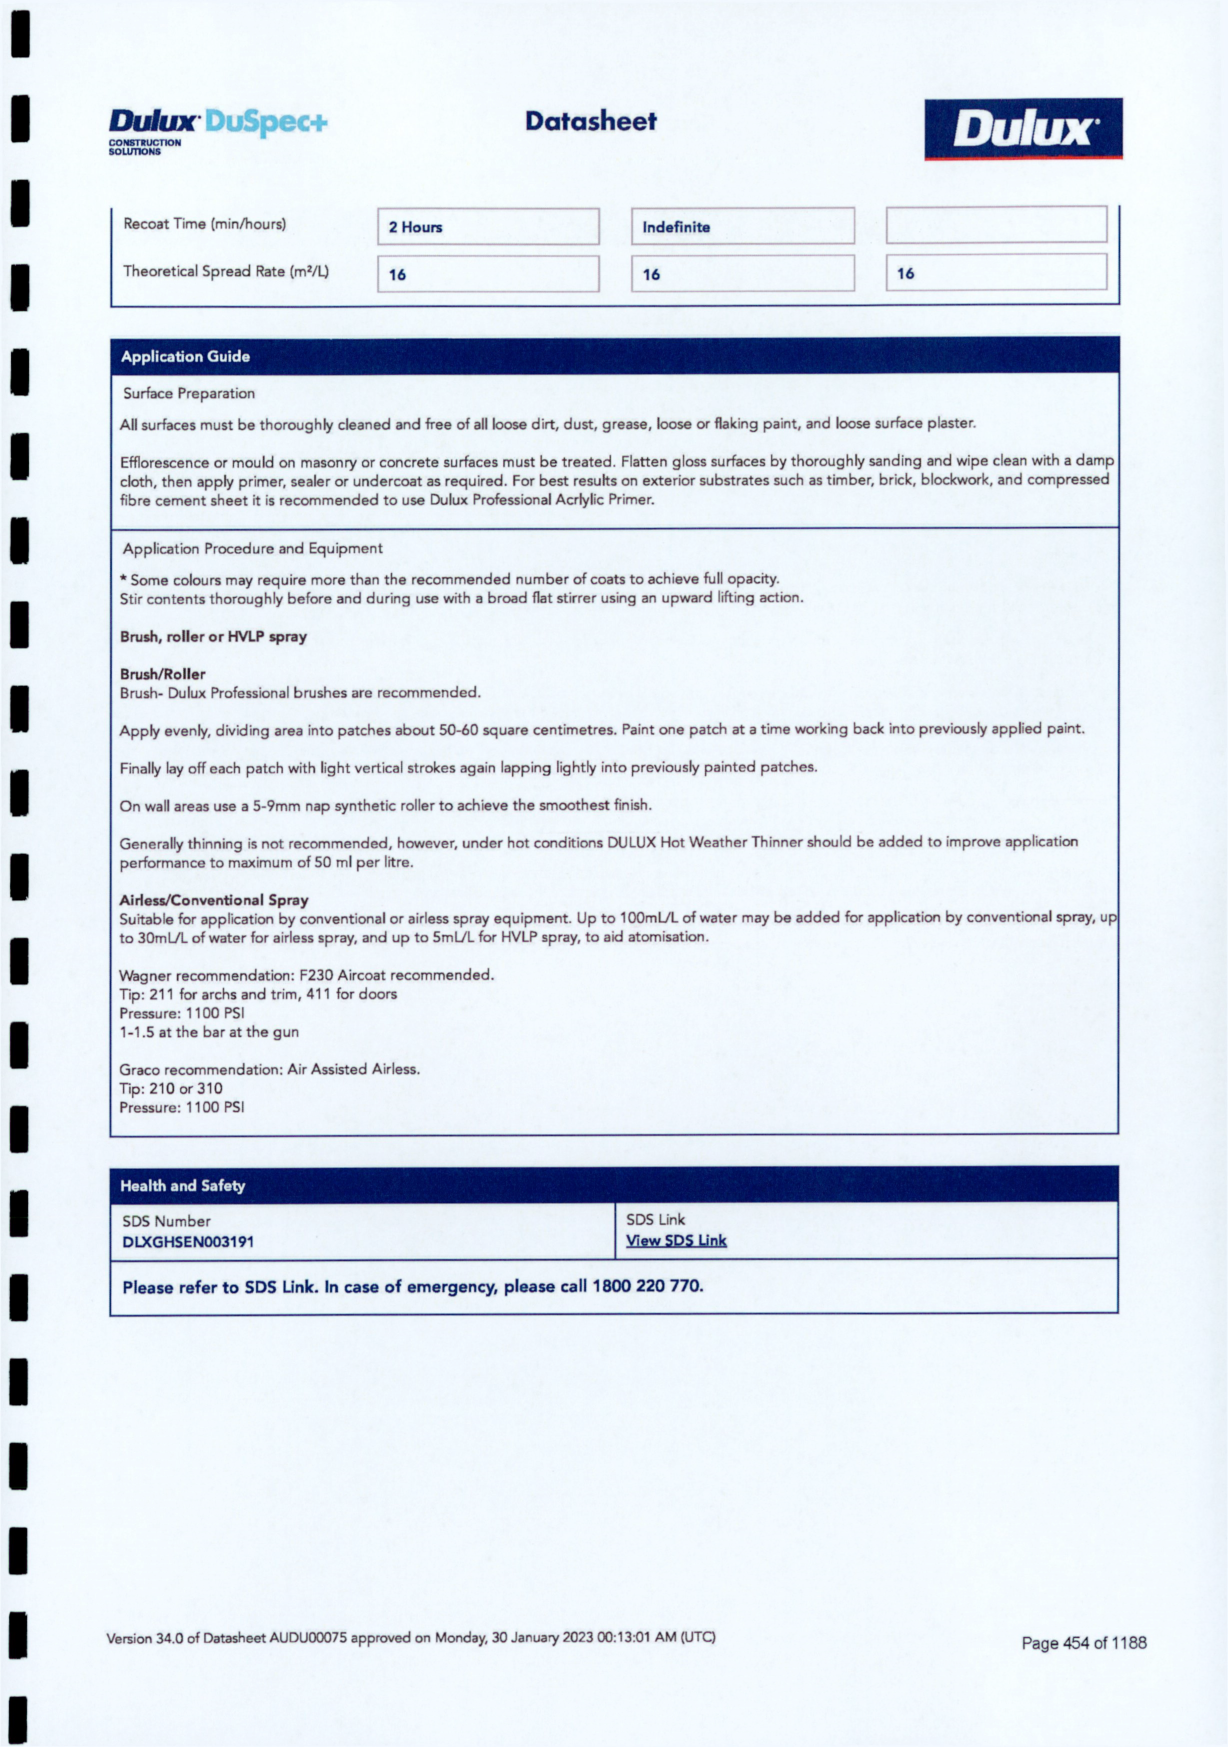 Dulux DuSpec+
CONSTRUCTION
SOLUTIONS
Datasheet
Dulux
Recoat Time (min/hours)
2 Hours
Indefinite
Theoretical Spread Rate (m²/L)
16
16
16
Application Guide
Surface Preparation
All surfaces must be thoroughly cleaned and free of all loose dirt, dust, grease, loose or flaking paint, and loose surface plaster.
Efflorescence or mould on masonry or concrete surfaces must be treated. Flatten gloss surfaces by thoroughly sanding and wipe clean with a damp
cloth, then apply primer, sealer or undercoat as required. For best results on exterior substrates such as timber, brick, blockwork, and compressed
fibre cement sheet it is recommended to use Dulux Professional Acrlylic Primer.
Application Procedure and Equipment
* Some colours may require more than the recommended number of coats to achieve full opacity.
Stir contents thoroughly before and during use with a broad flat stirrer using an upward lifting action.
Brush, roller or HVLP spray
Brush/Roller
Brush- Dulux Professional brushes are recommended.
Apply evenly, dividing area into patches about 50-60 square centimetres. Paint one patch at a time working back into previously applied paint.
Finally lay off each patch with light vertical strokes again lapping lightly into previously painted patches.
On wall areas use a 5-9mm nap synthetic roller to achieve the smoothest finish.
Generally thinning is not recommended, however, under hot conditions DULUX Hot Weather Thinner should be added to improve application
performance to maximum of 50 ml per litre.
Airless/Conventional Spray
Suitable for application by conventional or airless spray equipment. Up to 100mL/L of water may be added for application by conventional spray, up
to 30mL/L of water for airless spray, and up to 5mL/L for HVLP spray, to aid atomisation.
Wagner recommendation: F230 Aircoat recommended.
Tip: 211 for archs and trim, 411 for doors
Pressure: 1100 PSI
1-1.5 at the bar at the gun
Graco recommendation: Air Assisted Airless.
Tip: 210 or 310
Pressure: 1100 PSI
Health and Safety
SDS Number
DLXGHSEN003191
SDS Link
View SDS Link
Please refer to SDS Link. In case of emergency, please call 1800 220 770.
Version 34.0 of Datasheet AUDU00075 approved on Monday, 30 January 2023 00:13:01 AM (UTC)
Page 454 of 1188